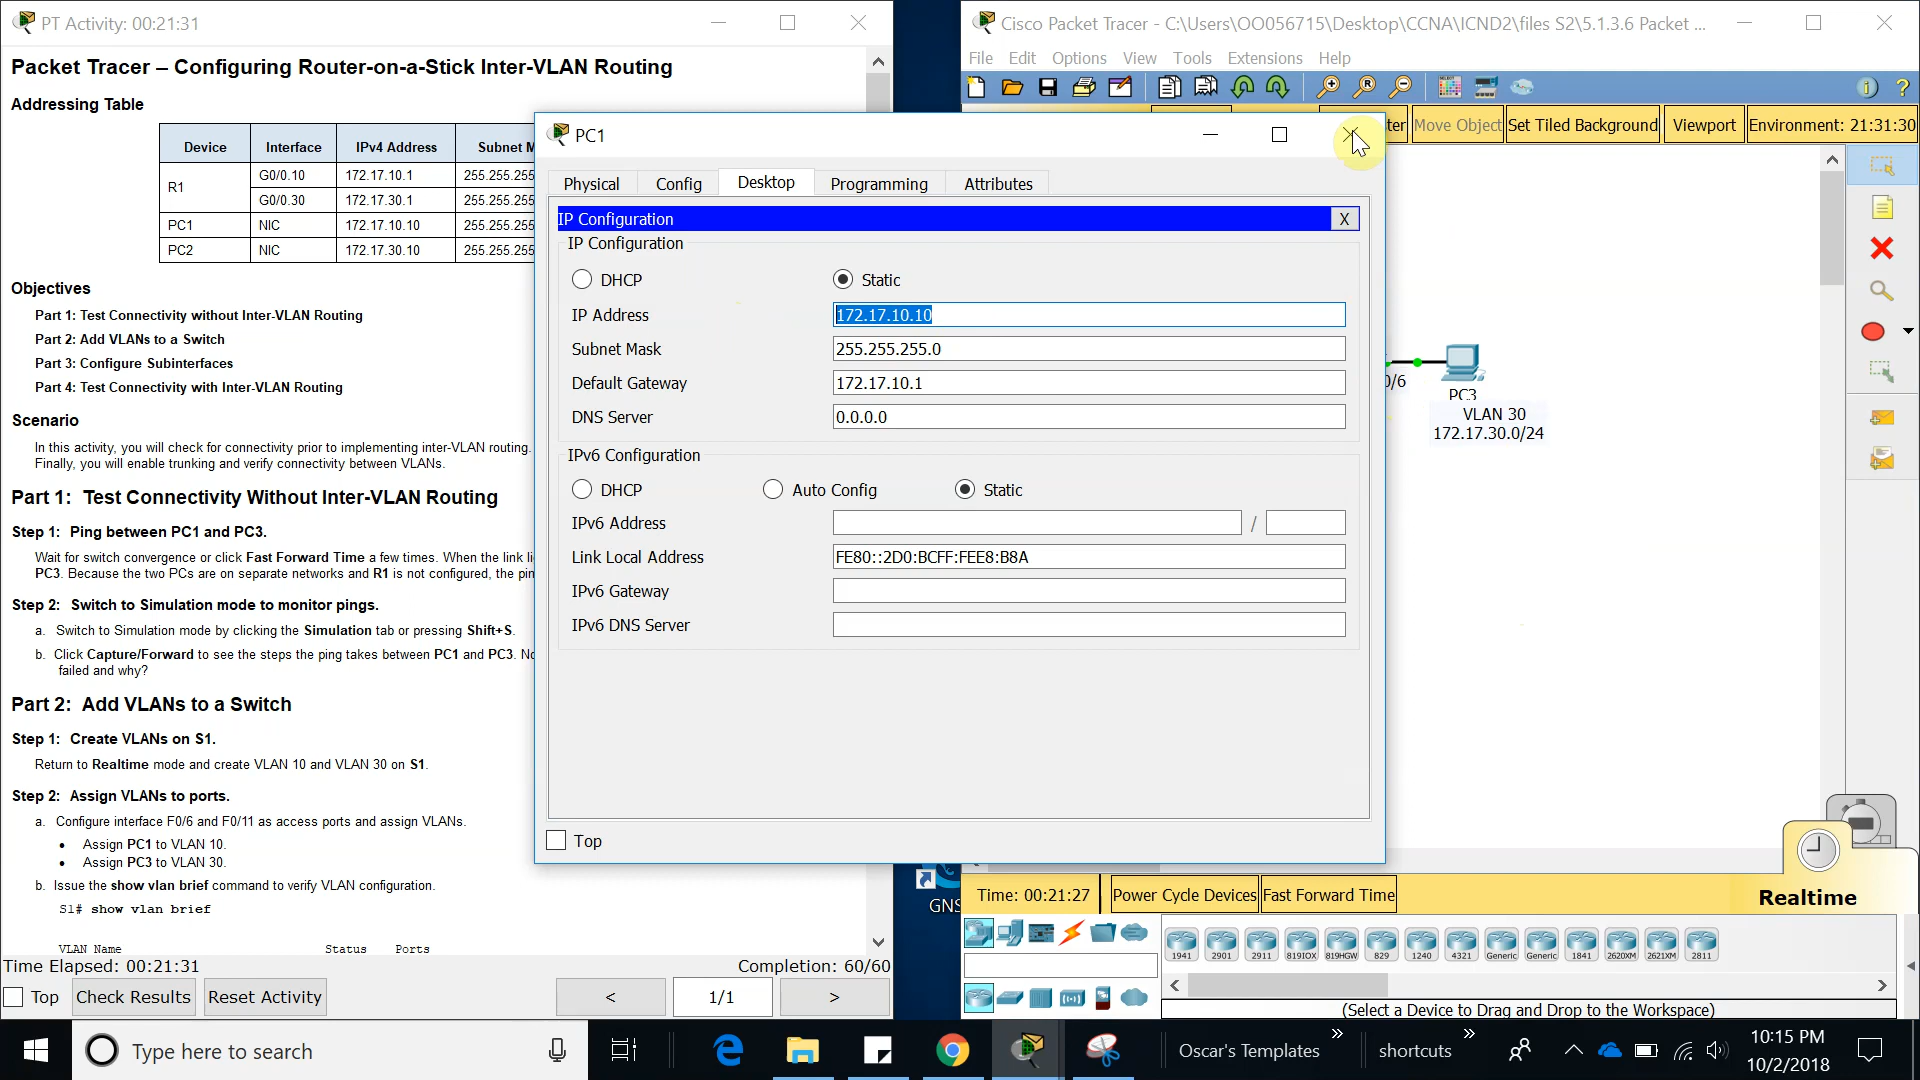 PT Activity: 00:21:31
Packet Tracer – Configuring Router-on-a-Stick Inter-VLAN Routing
Addressing Table
Device Interface IPv4 Address Subnet M
R1 G0/0.10 172.17.10.1 255.255.255
G0/0.30 172.17.30.1 255.255.255
PC1 NIC 172.17.10.10 255.255.255
PC2 NIC 172.17.30.10 255.255.255
Objectives
Part 1: Test Connectivity without Inter-VLAN Routing
Part 2: Add VLANs to a Switch
Part 3: Configure Subinterfaces
Part 4: Test Connectivity with Inter-VLAN Routing
Scenario
In this activity, you will check for connectivity prior to implementing inter-VLAN routing.
Finally, you will enable trunking and verify connectivity between VLANs.
Part 1: Test Connectivity Without Inter-VLAN Routing
Step 1: Ping between PC1 and PC3.
Wait for switch convergence or click Fast Forward Time a few times. When the link li
PC3. Because the two PCs are on separate networks and R1 is not configured, the pin
Step 2: Switch to Simulation mode to monitor pings.
a. Switch to Simulation mode by clicking the Simulation tab or pressing Shift+S.
b. Click Capture/Forward to see the steps the ping takes between PC1 and PC3. No
failed and why?
Part 2: Add VLANs to a Switch
Step 1: Create VLANs on S1.
Return to Realtime mode and create VLAN 10 and VLAN 30 on S1.
Step 2: Assign VLANs to ports.
a. Configure interface F0/6 and F0/11 as access ports and assign VLANs.
• Assign PC1 to VLAN 10.
• Assign PC3 to VLAN 30.
b. Issue the show vlan brief command to verify VLAN configuration.
S1# show vlan brief
VLAN Name Status Ports
Time Elapsed: 00:21:31 Completion: 60/60
Top Check Results Reset Activity < 1/1 >
PC1
Physical Config Desktop Programming Attributes
IP Configuration X
IP Configuration
DHCP Static
IP Address 172.17.10.10
Subnet Mask 255.255.255.0
Default Gateway 172.17.10.1
DNS Server 0.0.0.0
IPv6 Configuration
DHCP Auto Config Static
IPv6 Address /
Link Local Address FE80::2D0:BCFF:FEE8:B8A
IPv6 Gateway
IPv6 DNS Server
Top
Cisco Packet Tracer - C:\Users\OO056715\Desktop\CCNA\ICND2\files S2\5.1.3.6 Packet ...
File Edit Options View Tools Extensions Help
ter Move Object Set Tiled Background Viewport Environment: 21:31:30
0/6
PC3
VLAN 30
172.17.30.0/24
GNS
Time: 00:21:27 Power Cycle Devices Fast Forward Time Realtime
1941 2901 2911 819IOX 819HGW 829 1240 4321 Generic Generic 1841 2620XM 2621XM 2811
(Select a Device to Drag and Drop to the Workspace)
Type here to search
Oscar's Templates » shortcuts »
10:15 PM
10/2/2018